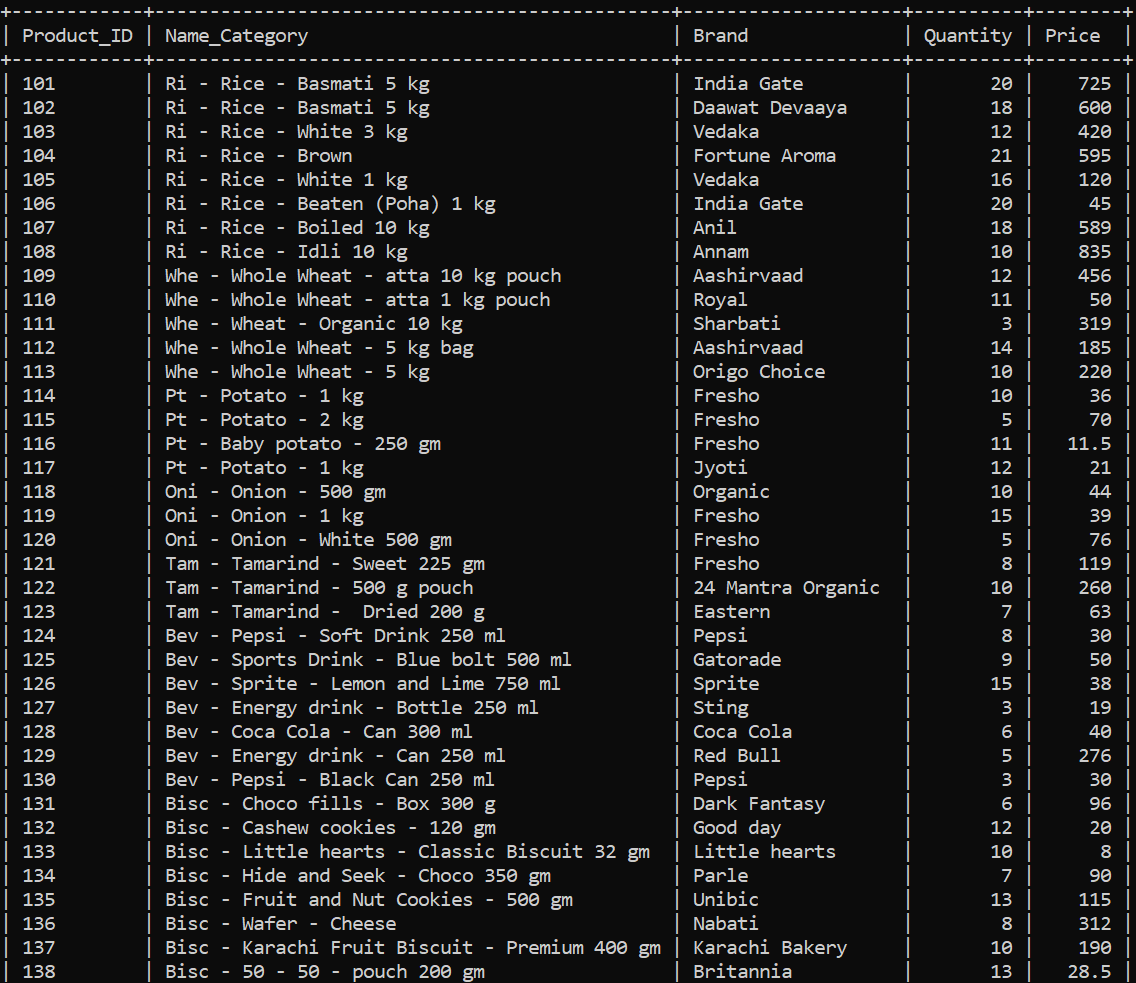 +------------+-----------------------------------------------+--------------------+----------+--------+
| Product_ID | Name_Category                                 | Brand              | Quantity | Price  |
+------------+-----------------------------------------------+--------------------+----------+--------+
| 101        | Ri - Rice - Basmati 5 kg                      | India Gate         |       20 |    725 |
| 102        | Ri - Rice - Basmati 5 kg                      | Daawat Devaaya     |       18 |    600 |
| 103        | Ri - Rice - White 3 kg                        | Vedaka             |       12 |    420 |
| 104        | Ri - Rice - Brown                             | Fortune Aroma      |       21 |    595 |
| 105        | Ri - Rice - White 1 kg                        | Vedaka             |       16 |    120 |
| 106        | Ri - Rice - Beaten (Poha) 1 kg                | India Gate         |       20 |     45 |
| 107        | Ri - Rice - Boiled 10 kg                      | Anil               |       18 |    589 |
| 108        | Ri - Rice - Idli 10 kg                        | Annam              |       10 |    835 |
| 109        | Whe - Whole Wheat - atta 10 kg pouch          | Aashirvaad         |       12 |    456 |
| 110        | Whe - Whole Wheat - atta 1 kg pouch           | Royal              |       11 |     50 |
| 111        | Whe - Wheat - Organic 10 kg                   | Sharbati           |        3 |    319 |
| 112        | Whe - Whole Wheat - 5 kg bag                  | Aashirvaad         |       14 |    185 |
| 113        | Whe - Whole Wheat - 5 kg                      | Origo Choice       |       10 |    220 |
| 114        | Pt - Potato - 1 kg                            | Fresho             |       10 |     36 |
| 115        | Pt - Potato - 2 kg                            | Fresho             |        5 |     70 |
| 116        | Pt - Baby potato - 250 gm                     | Fresho             |       11 |   11.5 |
| 117        | Pt - Potato - 1 kg                            | Jyoti              |       12 |     21 |
| 118        | Oni - Onion - 500 gm                          | Organic            |       10 |     44 |
| 119        | Oni - Onion - 1 kg                            | Fresho             |       15 |     39 |
| 120        | Oni - Onion - White 500 gm                    | Fresho             |        5 |     76 |
| 121        | Tam - Tamarind - Sweet 225 gm                 | Fresho             |        8 |    119 |
| 122        | Tam - Tamarind - 500 g pouch                  | 24 Mantra Organic  |       10 |    260 |
| 123        | Tam - Tamarind -  Dried 200 g                 | Eastern            |        7 |     63 |
| 124        | Bev - Pepsi - Soft Drink 250 ml               | Pepsi              |        8 |     30 |
| 125        | Bev - Sports Drink - Blue bolt 500 ml         | Gatorade           |        9 |     50 |
| 126        | Bev - Sprite - Lemon and Lime 750 ml          | Sprite             |       15 |     38 |
| 127        | Bev - Energy drink - Bottle 250 ml            | Sting              |        3 |     19 |
| 128        | Bev - Coca Cola - Can 300 ml                  | Coca Cola          |        6 |     40 |
| 129        | Bev - Energy drink - Can 250 ml               | Red Bull           |        5 |    276 |
| 130        | Bev - Pepsi - Black Can 250 ml                | Pepsi              |        3 |     30 |
| 131        | Bisc - Choco fills - Box 300 g                | Dark Fantasy       |        6 |     96 |
| 132        | Bisc - Cashew cookies - 120 gm                | Good day           |       12 |     20 |
| 133        | Bisc - Little hearts - Classic Biscuit 32 gm  | Little hearts      |       10 |      8 |
| 134        | Bisc - Hide and Seek - Choco 350 gm           | Parle              |        7 |     90 |
| 135        | Bisc - Fruit and Nut Cookies - 500 gm         | Unibic             |       13 |    115 |
| 136        | Bisc - Wafer - Cheese                         | Nabati             |        8 |    312 |
| 137        | Bisc - Karachi Fruit Biscuit - Premium 400 gm | Karachi Bakery     |       10 |    190 |
| 138        | Bisc - 50 - 50 - pouch 200 gm                 | Britannia          |       13 |   28.5 |